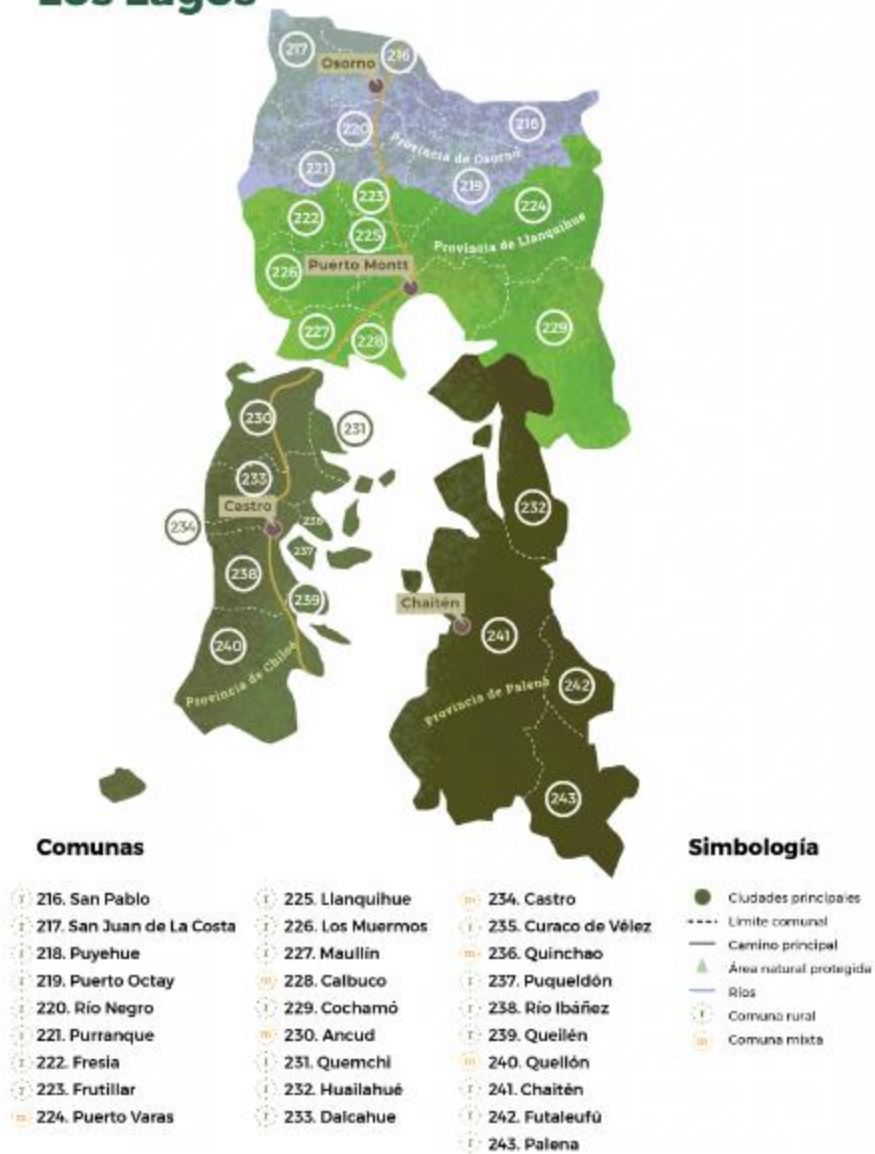 Los Lagos
217
216
Osorno
220
216
Provincia de Osorno
221
219
223
222
224
225
Provincia de Llanquihue
226
Puerto Montt
229
227
228
230
231
233
Castro
232
234
236
237
238
239
Chaitén
241
240
Provincia de Chiloé
242
Provincia de Palena
243
Comunas
r 216. San Pablo
r 217. San Juan de La Costa
r 218. Puyehue
r 219. Puerto Octay
r 220. Río Negro
r 221. Purranque
r 222. Fresia
r 223. Frutillar
m 224. Puerto Varas
r 225. Llanquihue
r 226. Los Muermos
r 227. Maullín
m 228. Calbuco
r 229. Cochamó
m 230. Ancud
r 231. Quemchi
r 232. Huailahué
r 233. Dalcahue
m 234. Castro
r 235. Curaco de Vélez
m 236. Quinchao
r 237. Puqueldón
r 238. Río Ibáñez
r 239. Queilén
m 240. Quellón
r 241. Chaitén
r 242. Futaleufú
r 243. Palena
Simbología
Ciudades principales
Límite comunal
Camino principal
Área natural protegida
Ríos
r Comuna rural
m Comuna mixta